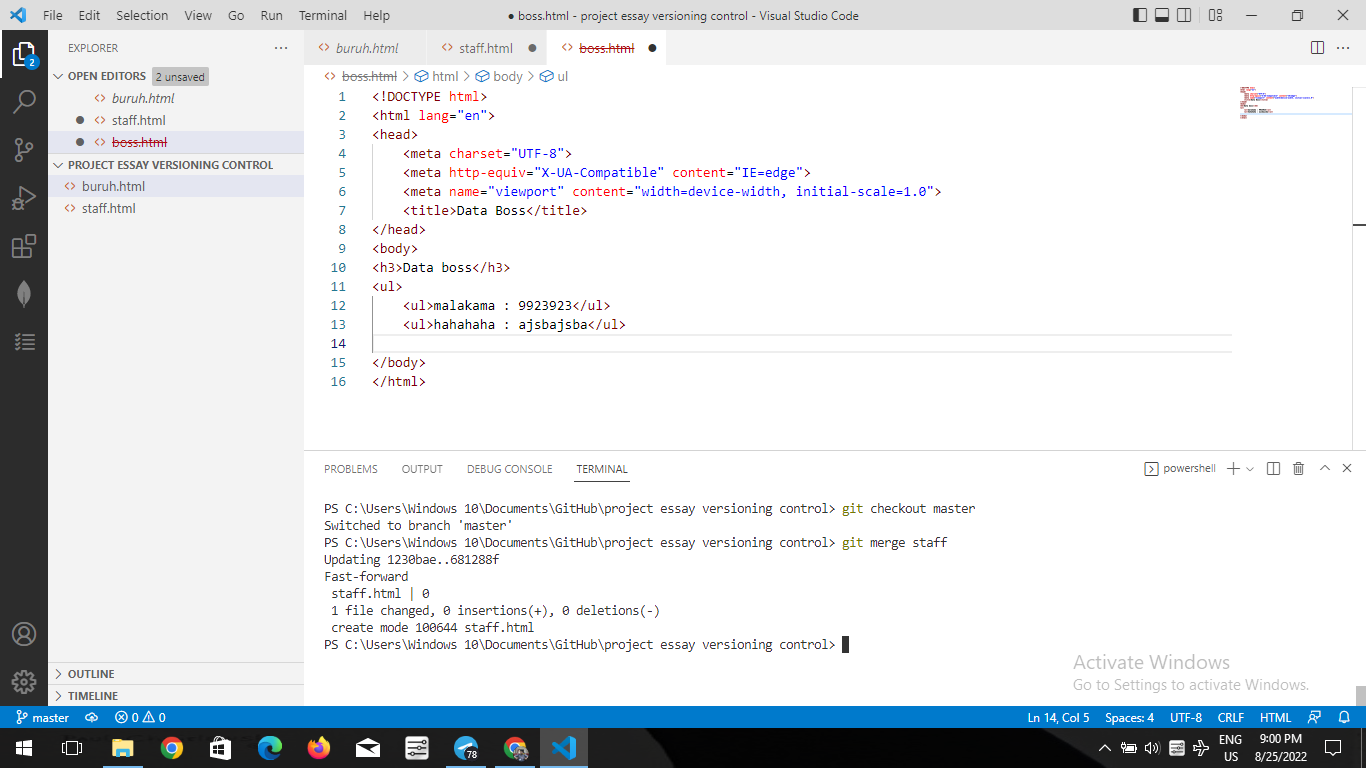 File Edit Selection View Go Run Terminal Help
● boss.html - project essay versioning control - Visual Studio Code
EXPLORER
2
OPEN EDITORS 2 unsaved
buruh.html
staff.html
boss.html
PROJECT ESSAY VERSIONING CONTROL
buruh.html
staff.html
OUTLINE
TIMELINE
buruh.html staff.html boss.html
boss.html > html > body > ul
1 <!DOCTYPE html>
2 <html lang="en">
3 <head>
4 <meta charset="UTF-8">
5 <meta http-equiv="X-UA-Compatible" content="IE=edge">
6 <meta name="viewport" content="width=device-width, initial-scale=1.0">
7 <title>Data Boss</title>
8 </head>
9 <body>
10 <h3>Data boss</h3>
11 <ul>
12 <ul>malakama : 9923923</ul>
13 <ul>hahahaha : ajsbajsba</ul>
14
15 </body>
16 </html>
PROBLEMS OUTPUT DEBUG CONSOLE TERMINAL powershell
PS C:\Users\Windows 10\Documents\GitHub\project essay versioning control> git checkout master
Switched to branch 'master'
PS C:\Users\Windows 10\Documents\GitHub\project essay versioning control> git merge staff
Updating 1230bae..681288f
Fast-forward
staff.html | 0
1 file changed, 0 insertions(+), 0 deletions(-)
create mode 100644 staff.html
PS C:\Users\Windows 10\Documents\GitHub\project essay versioning control>
Activate Windows
Go to Settings to activate Windows.
master 0 0 Ln 14, Col 5 Spaces: 4 UTF-8 CRLF HTML
78
ENG
US
9:00 PM
8/25/2022